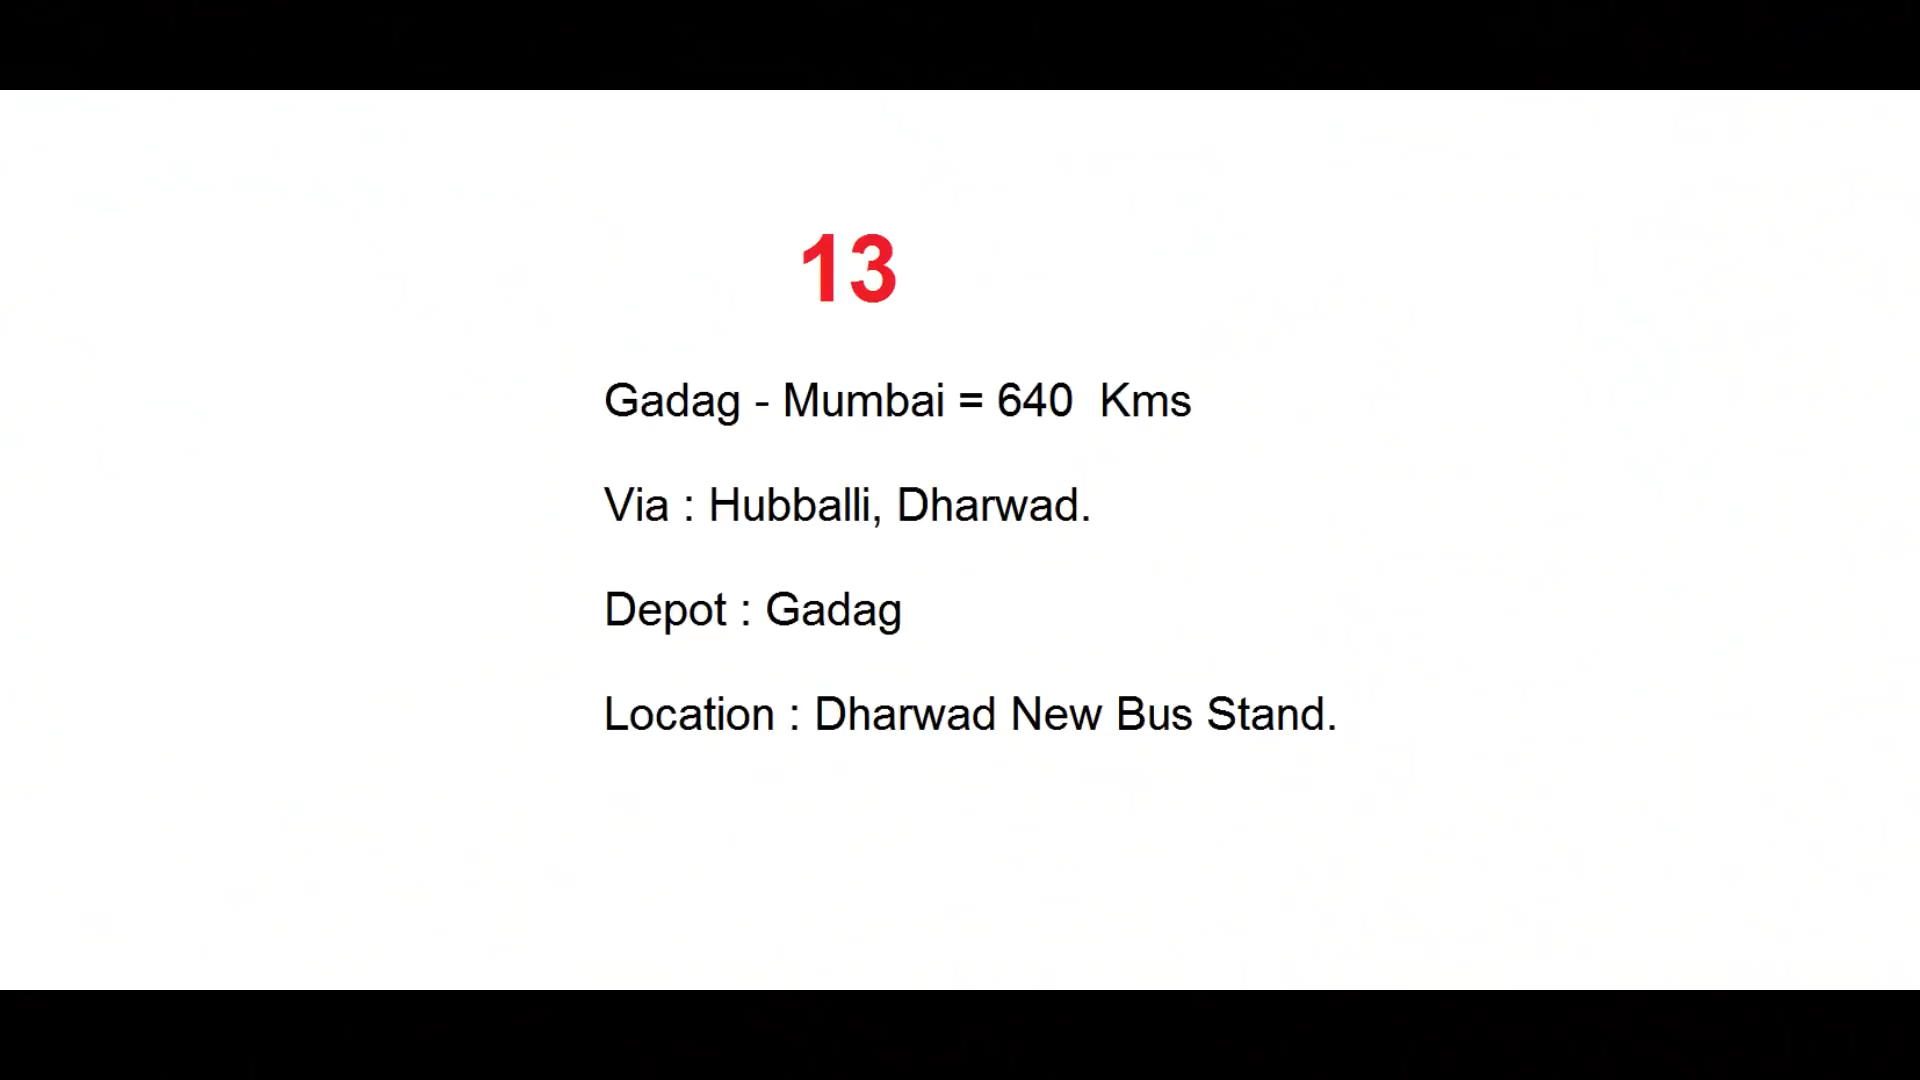 13
Gadag - Mumbai = 640  Kms
Via : Hubballi, Dharwad.
Depot : Gadag
Location : Dharwad New Bus Stand.